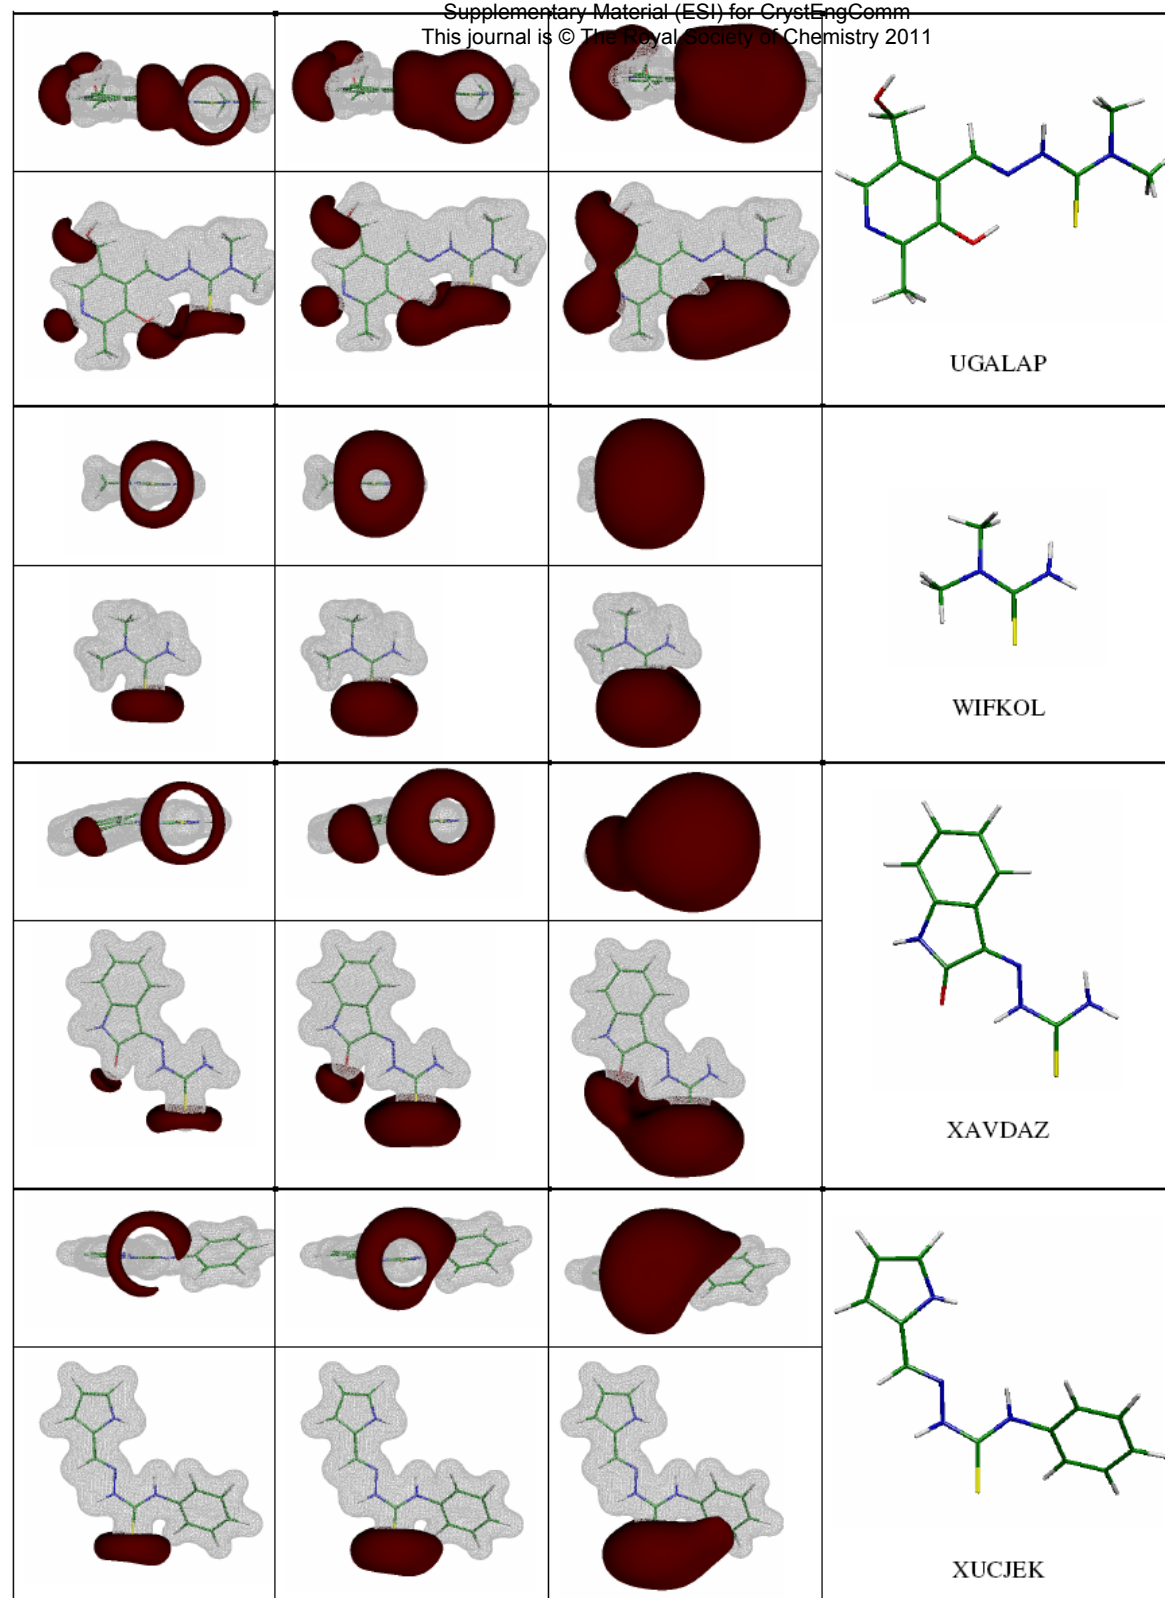 Supplementary Material (ESI) for CrystEngComm
This journal is © The Royal Society of Chemistry 2011
UGALAP
WIFKOL
XAVDAZ
XUCJEK